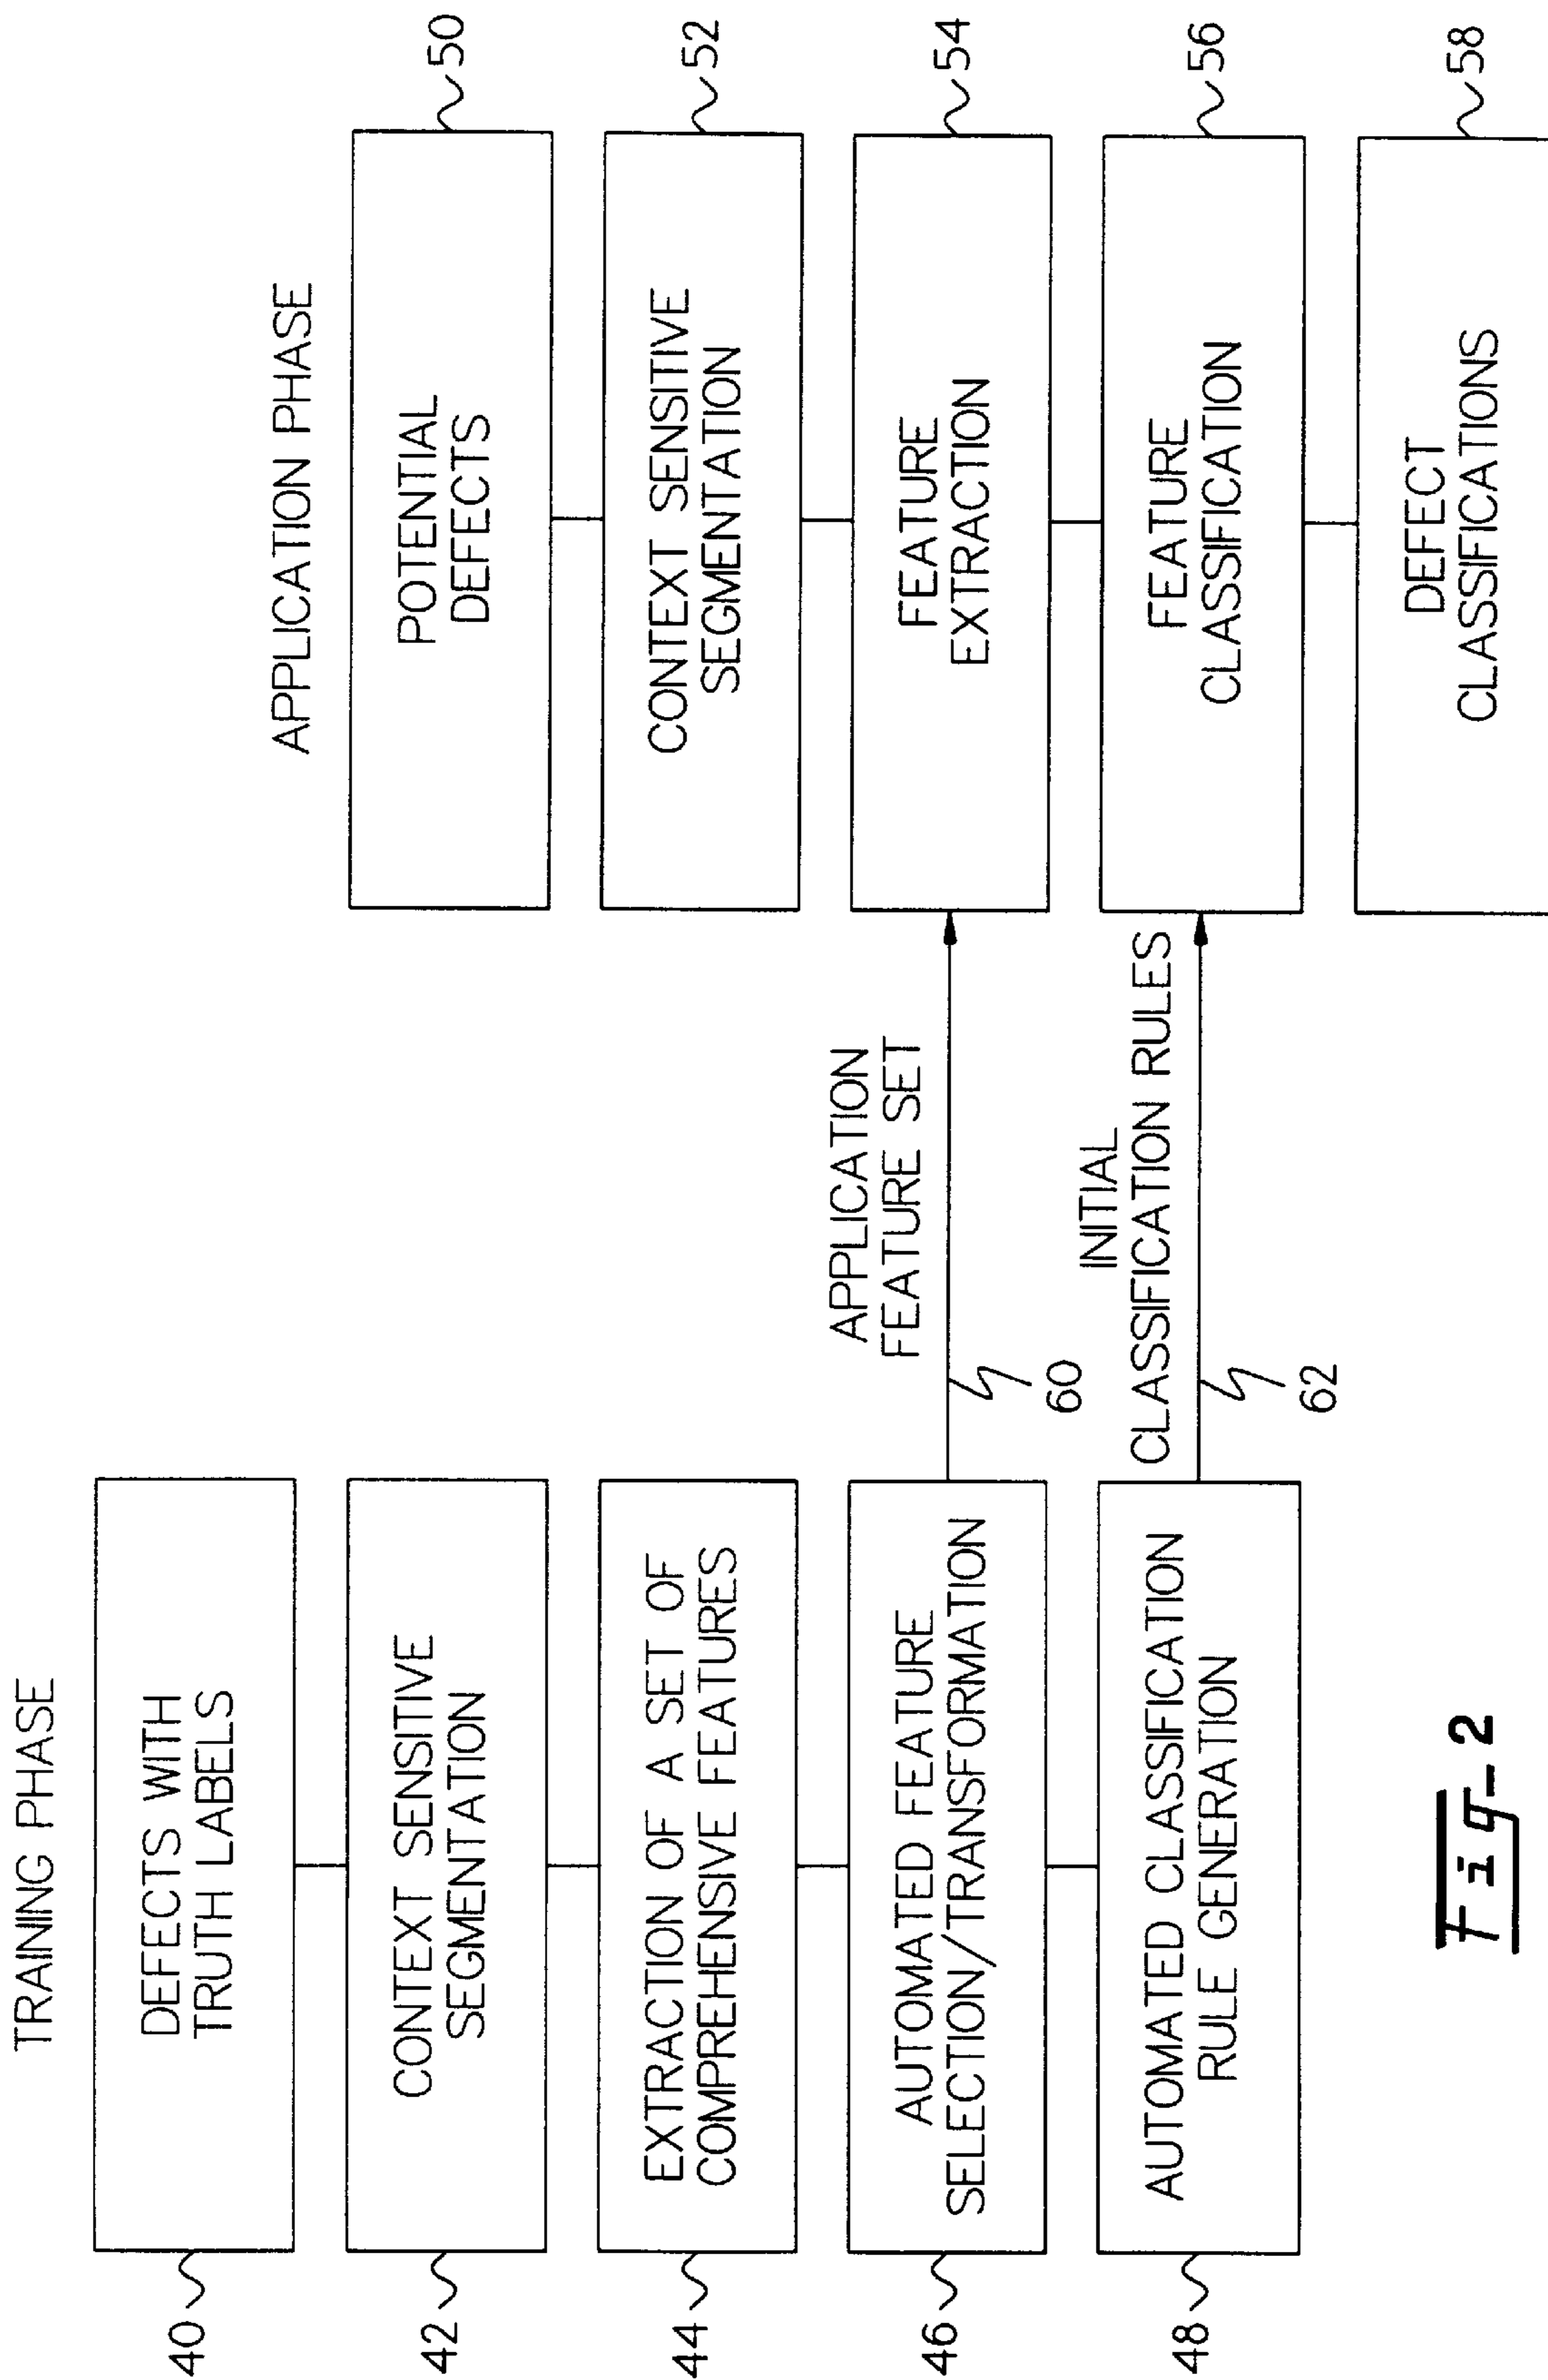 TRAINING PHASE
40
DEFECTS WITH
TRUTH LABELS
42
CONTEXT SENSITIVE
SEGMENTATION
44
EXTRACTION OF A SET OF
COMPREHENSIVE FEATURES
46
AUTOMATED FEATURE
SELECTION/TRANSFORMATION
48
AUTOMATED CLASSIFICATION
RULE GENERATION
APPLICATION
FEATURE SET
60
INITIAL
CLASSIFICATION RULES
62
APPLICATION PHASE
POTENTIAL
DEFECTS
50
CONTEXT SENSITIVE
SEGMENTATION
52
FEATURE
EXTRACTION
54
FEATURE
CLASSIFICATION
56
DEFECT
CLASSIFICATIONS
58
Fig-2